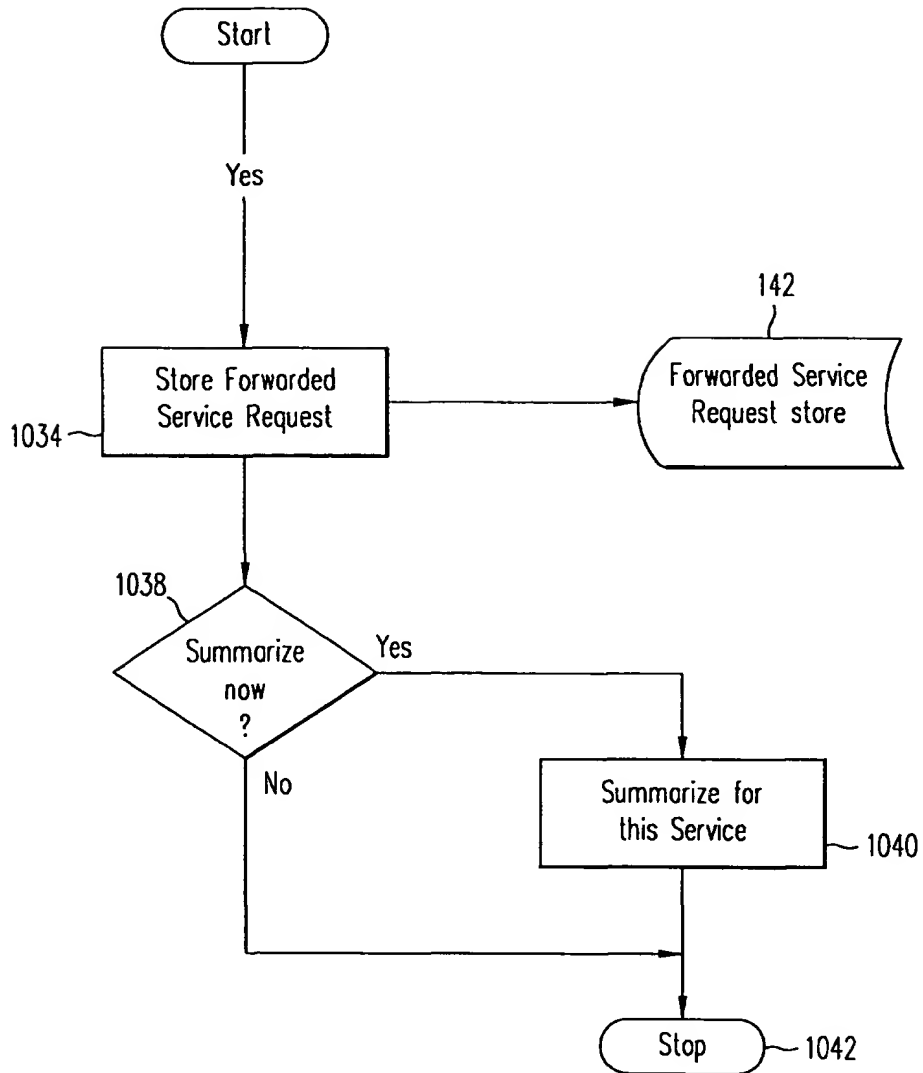 Start
Yes
142
Store Forwarded
Service Request
Forwarded Service
Request store
1034
1038
Summarize
now
?
Yes
No
Summarize for
this Service
1040
Stop
1042